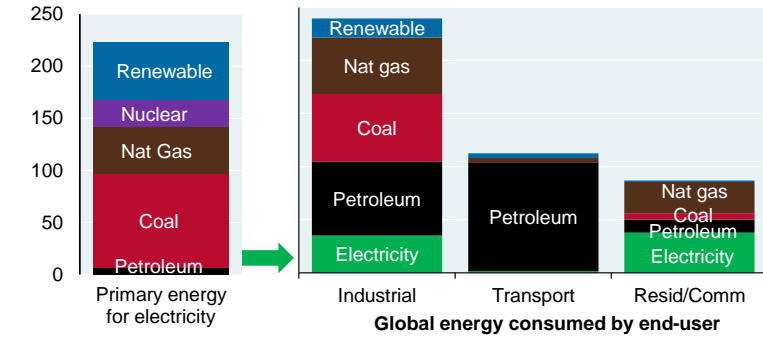 250
200
150
100
50
0
Renewable
Nuclear
Nat Gas
Coal
Petroleum
Primary energy
for electricity
Renewable
Nat gas
Coal
Petroleum
Electricity
Petroleum
Nat gas
Coal
Petroleum
Electricity
Industrial
Transport
Resid/Comm
Global energy consumed by end-user